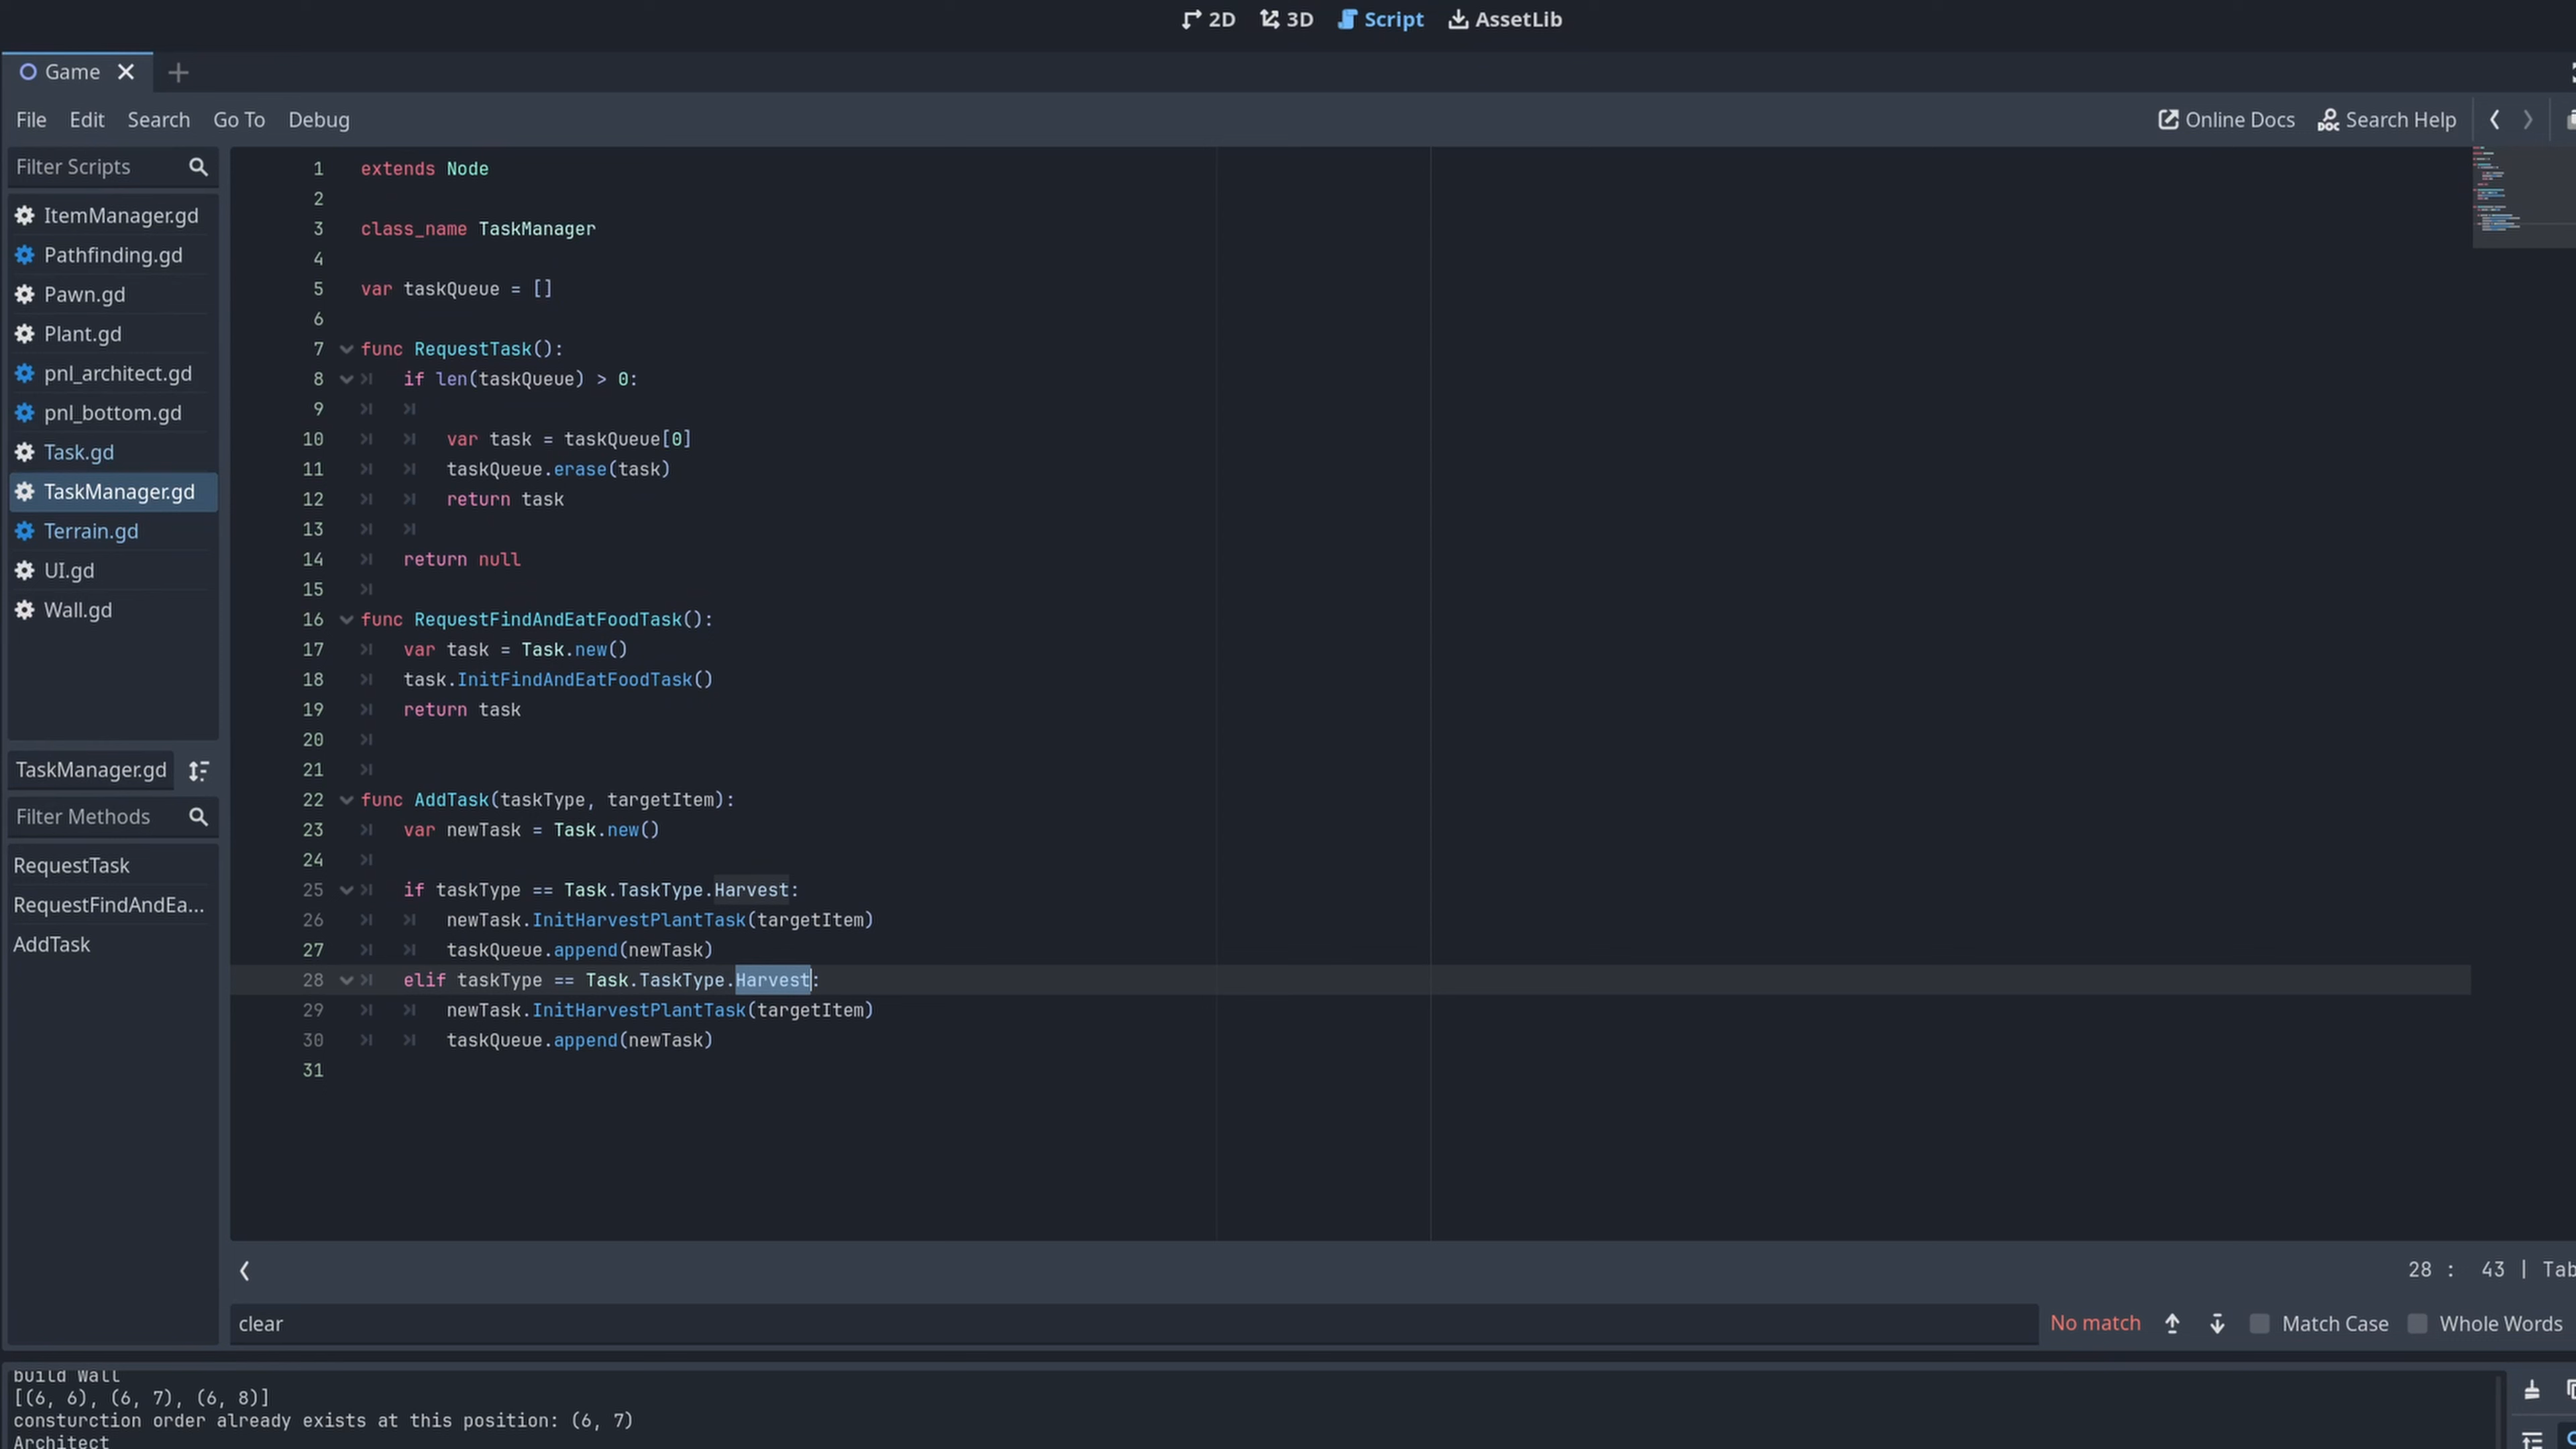 2D 3D Script AssetLib
Game
File Edit Search Go To Debug Online Docs Search Help
Filter Scripts
ItemManager.gd
Pathfinding.gd
Pawn.gd
Plant.gd
pnl_architect.gd
pnl_bottom.gd
Task.gd
TaskManager.gd
Terrain.gd
UI.gd
Wall.gd
TaskManager.gd
Filter Methods
RequestTask
RequestFindAndEa...
AddTask
1 extends Node
2
3 class_name TaskManager
4
5 var taskQueue = []
6
7 func RequestTask():
8 if len(taskQueue) > 0:
9
10 var task = taskQueue[0]
11 taskQueue.erase(task)
12 return task
13
14 return null
15
16 func RequestFindAndEatFoodTask():
17 var task = Task.new()
18 task.InitFindAndEatFoodTask()
19 return task
20
21
22 func AddTask(taskType, targetItem):
23 var newTask = Task.new()
24
25 if taskType == Task.TaskType.Harvest:
26 newTask.InitHarvestPlantTask(targetItem)
27 taskQueue.append(newTask)
28 elif taskType == Task.TaskType.Harvest:
29 newTask.InitHarvestPlantTask(targetItem)
30 taskQueue.append(newTask)
31
28 : 43 | Tab
clear No match Match Case Whole Words
build Wall
[(6, 6), (6, 7), (6, 8)]
consturction order already exists at this position: (6, 7)
Architect